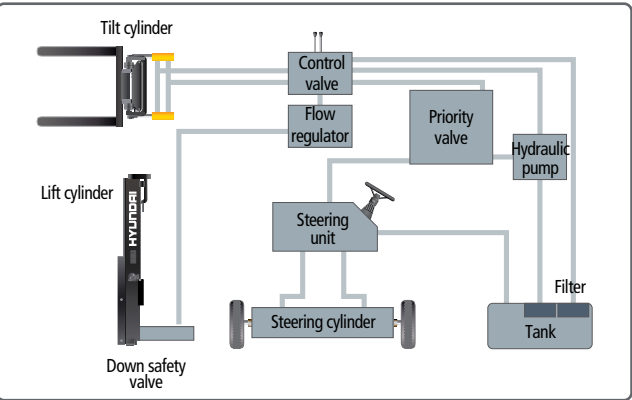 Tilt cylinder
Control
valve
Flow
regulator
Priority
valve
Hydraulic
pump
Lift cylinder
HYUNDAI
Steering
unit
Filter
Steering cylinder
Tank
Down safety
valve